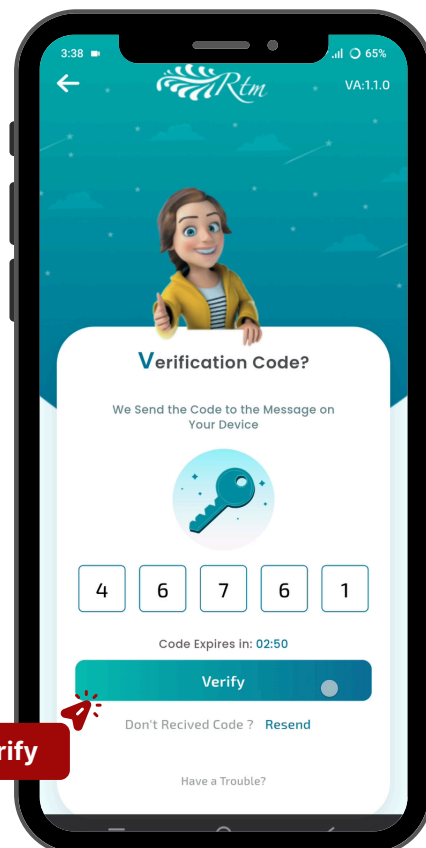 3:38
65%
Rtm
VA:1.1.0
Verification Code?
We Send the Code to the Message on
Your Device
4 6 7 6 1
Code Expires in: 02:50
Verify
Don't Recived Code ? Resend
rify
Have a Trouble?